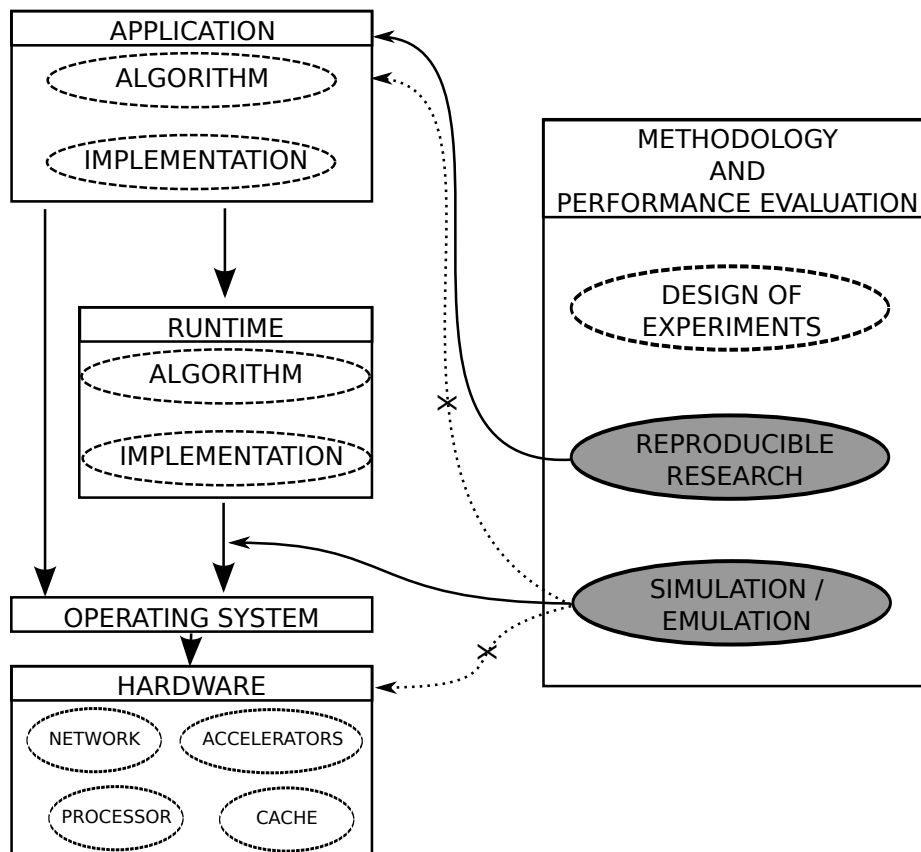 APPLICATION
ALGORITHM
IMPLEMENTATION
RUNTIME
ALGORITHM
IMPLEMENTATION
OPERATING SYSTEM
HARDWARE
NETWORK
ACCELERATORS
PROCESSOR
CACHE
METHODOLOGY
AND
PERFORMANCE EVALUATION
DESIGN OF
EXPERIMENTS
REPRODUCIBLE
RESEARCH
SIMULATION /
EMULATION
X
X